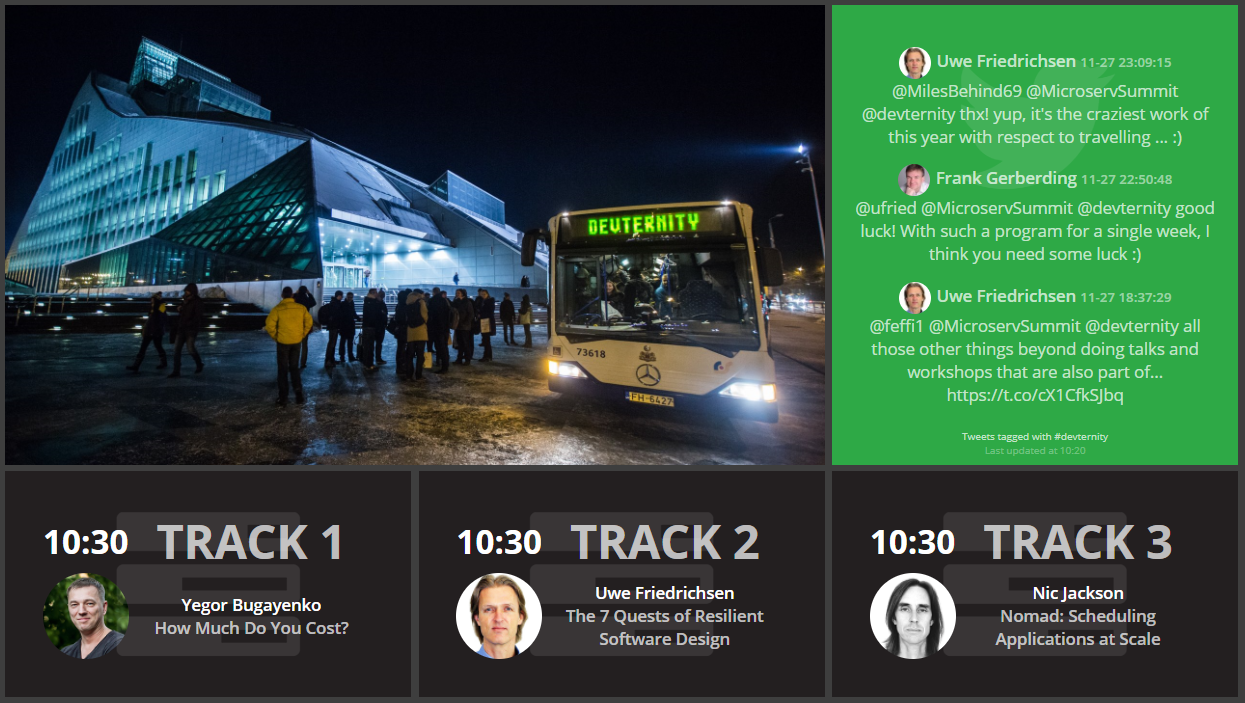 DEVTERNITY
73618
FH-6427
Uwe Friedrichsen 11-27 23:09:15
@MilesBehind69 @MicroservSummit
@devternity thx! yup, it's the craziest work of
this year with respect to travelling ... :)
Frank Gerberding 11-27 22:50:48
@ufried @MicroservSummit @devternity good
luck! With such a program for a single week, I
think you need some luck :)
Uwe Friedrichsen 11-27 18:37:29
@feffi1 @MicroservSummit @devternity all
those other things beyond doing talks and
workshops that are also part of...
https://t.co/cX1CfkSJbq
Tweets tagged with #devternity
Last updated at 10:20
10:30 TRACK 1
Yegor Bugayenko
How Much Do You Cost?
10:30 TRACK 2
Uwe Friedrichsen
The 7 Quests of Resilient
Software Design
10:30 TRACK 3
Nic Jackson
Nomad: Scheduling
Applications at Scale